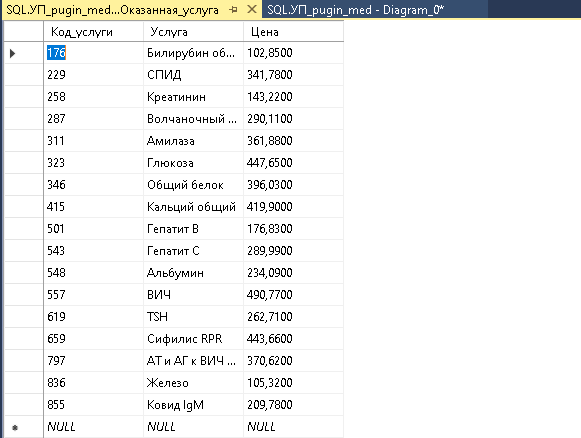 SQL.УП_pugin_med...Оказанная_услуга SQL.УП_pugin_med - Diagram_0*
Код_услуги Услуга Цена
176 Билирубин об... 102,8500
229 СПИД 341,7800
258 Креатинин 143,2200
287 Волчаночный ... 290,1100
311 Амилаза 361,8800
323 Глюкоза 447,6500
346 Общий белок 396,0300
415 Кальций общий 419,9000
501 Гепатит B 176,8300
543 Гепатит С 289,9900
548 Альбумин 234,0900
557 ВИЧ 490,7700
619 TSH 262,7100
659 Сифилис RPR 443,6600
797 АТ и АГ к ВИЧ ... 370,6200
836 Железо 105,3200
855 Ковид IgM 209,7800
NULL NULL NULL